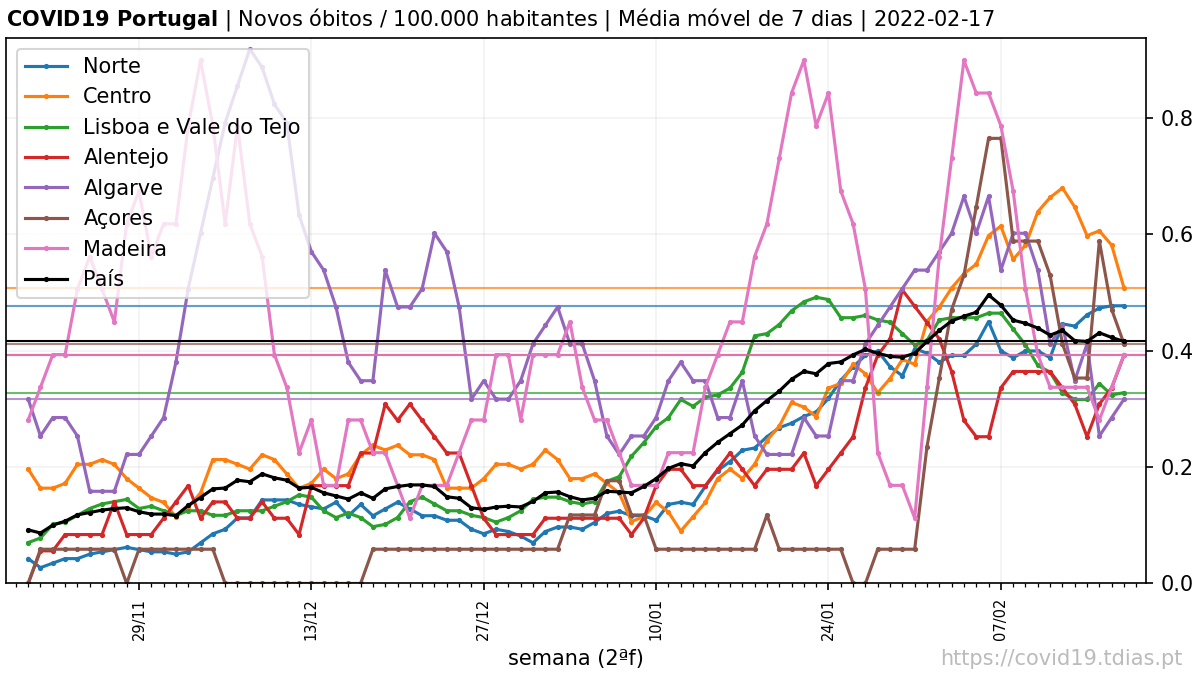 COVID19 Portugal | Novos óbitos / 100.000 habitantes | Média móvel de 7 dias | 2022-02-17
Norte
Centro
Lisboa e Vale do Tejo
Alentejo
Algarve
Açores
Madeira
País
0.8
0.6
0.4
0.2
0.0
29/11
13/12
27/12
10/01
24/01
07/02
semana (2ªf)
https://covid19.tdias.pt